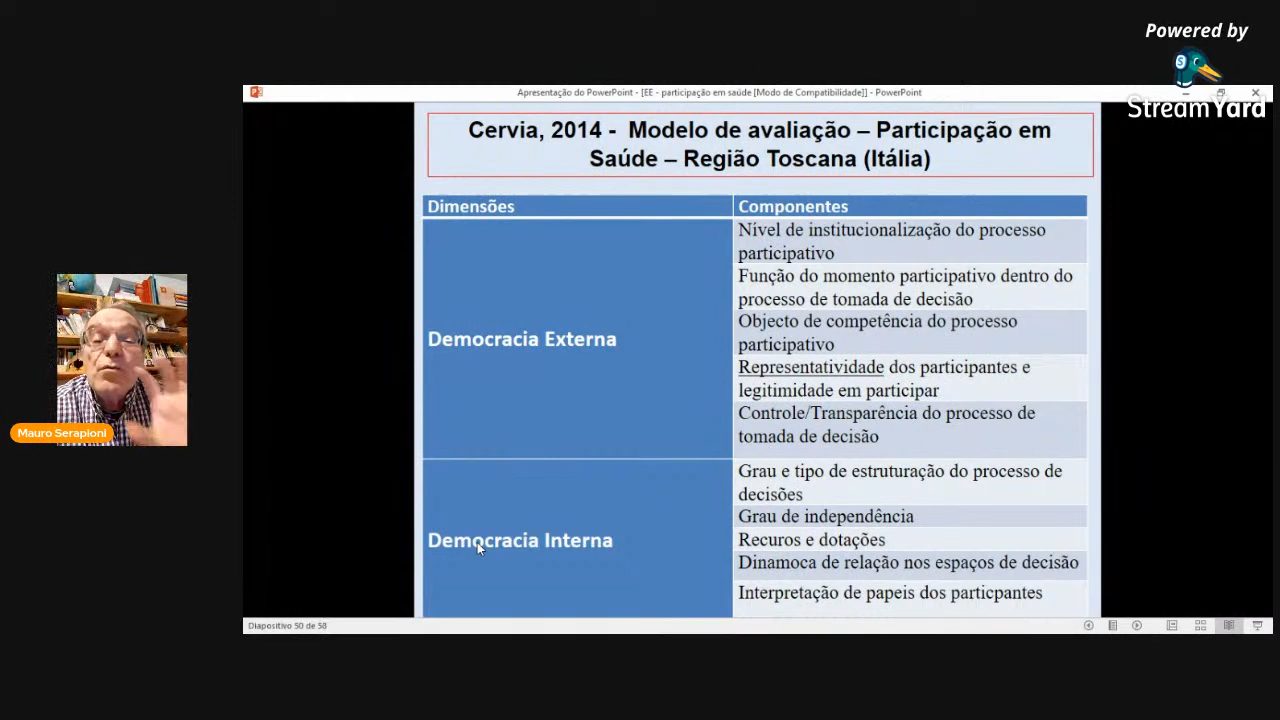 Powered by
StreamYard
Apresentação do PowerPoint - [EE - participação em saúde [Modo de Compatibilidade]] - PowerPoint
Cervia, 2014 - Modelo de avaliação – Participação em
Saúde – Região Toscana (Itália)
Dimensões
Componentes
Democracia Externa
Nível de institucionalização do processo
participativo
Função do momento participativo dentro do
processo de tomada de decisão
Objecto de competência do processo
participativo
Representatividade dos participantes e
legitimidade em participar
Controle/Transparência do processo de
tomada de decisão
Democracia Interna
Grau e tipo de estruturação do processo de
decisões
Grau de independência
Recuros e dotações
Dinamoca de relação nos espaços de decisão
Interpretação de papeis dos particpantes
Mauro Serapioni
Diapositivo 50 de 58